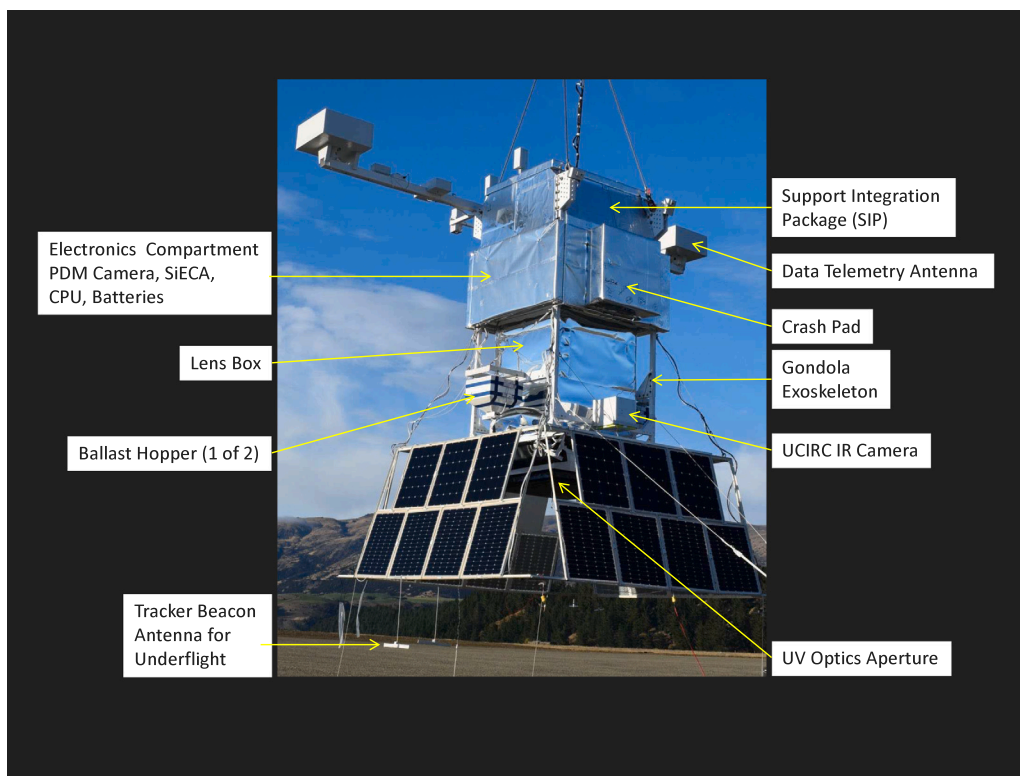 Support Integration
Package (SIP)
Electronics Compartment
PDM Camera, SiECA,
CPU, Batteries
Data Telemetry Antenna
Crash Pad
Lens Box
Gondola
Exoskeleton
Ballast Hopper (1 of 2)
UCIRC IR Camera
Tracker Beacon
Antenna for
Underflight
UV Optics Aperture